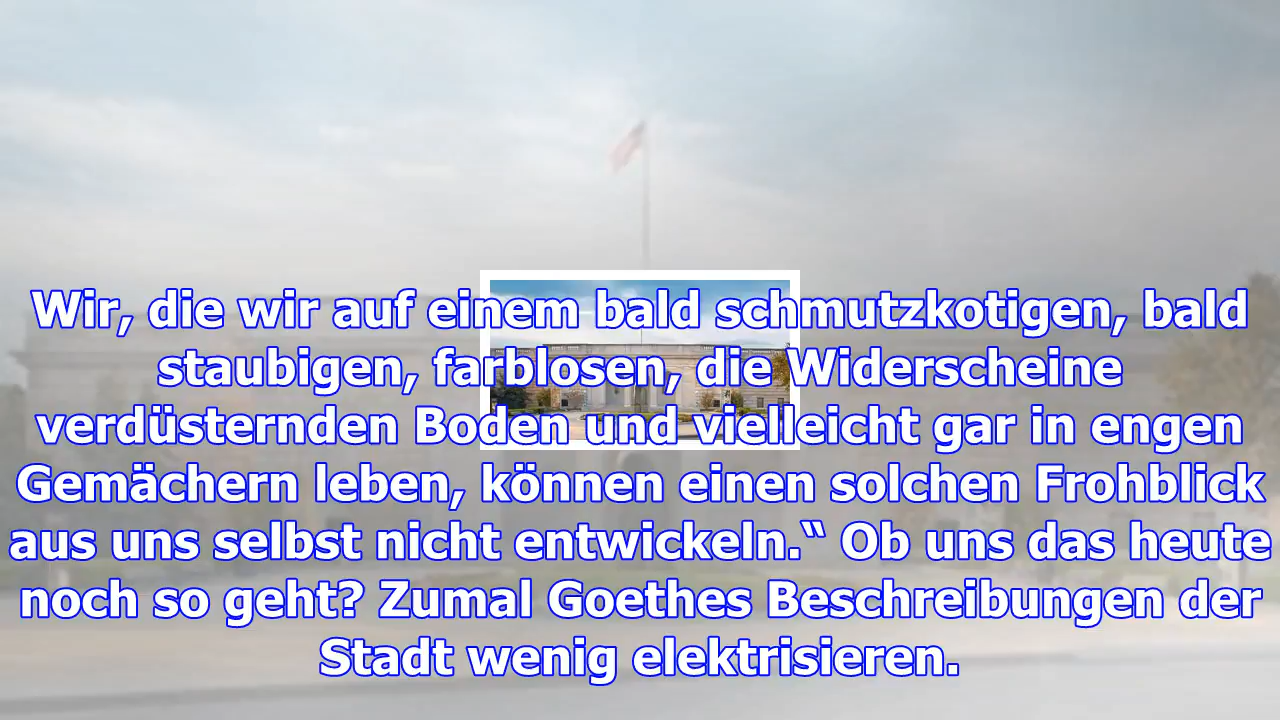 Wir, die wir auf einem bald schmutzkotigen, bald
staubigen, farblosen, die Widerscheine
verdüsternden Boden und vielleicht gar in engen
Gemächern leben, können einen solchen Frohblick
aus uns selbst nicht entwickeln.“ Ob uns das heute
noch so geht? Zumal Goethes Beschreibungen der
Stadt wenig elektrisieren.